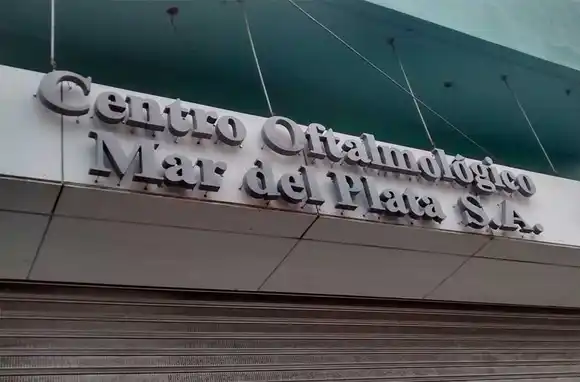 Centro Oftalmológico
Mar del Plata S.A.